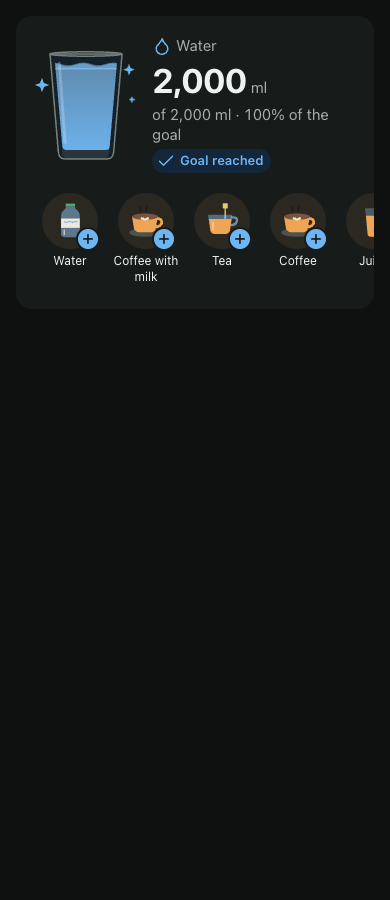 Water
2,000 ml
of 2,000 ml · 100% of the
goal
Goal reached
Water
Coffee with
milk
Tea
Coffee